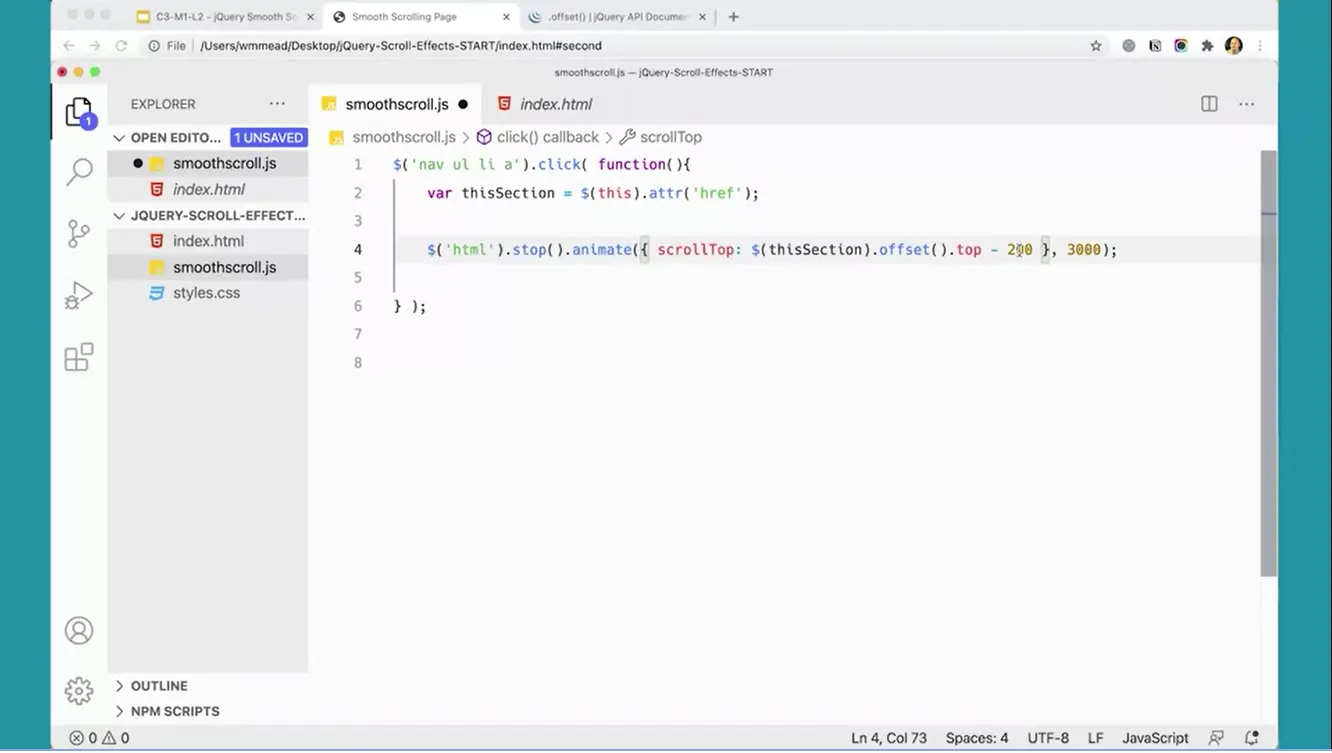 C3-M1-L2 - jQuery Smooth Sc
Smooth Scrolling Page
.offset() | jQuery API Documen
File
/Users/wmmead/Desktop/jQuery-Scroll-Effects-START/index.html#second
smoothscroll.js — jQuery-Scroll-Effects-START
EXPLORER
smoothscroll.js
index.html
OPEN EDITO...
1 UNSAVED
smoothscroll.js > click() callback > scrollTop
smoothscroll.js
index.html
JQUERY-SCROLL-EFFECT...
index.html
smoothscroll.js
styles.css
1 $('nav ul li a').click( function(){
2 var thisSection = $(this).attr('href');
3
4 $('html').stop().animate({ scrollTop: $(thisSection).offset().top - 200 }, 3000);
5
6 } );
7
8
1
OUTLINE
NPM SCRIPTS
0 0
Ln 4, Col 73
Spaces: 4
UTF-8
LF
JavaScript